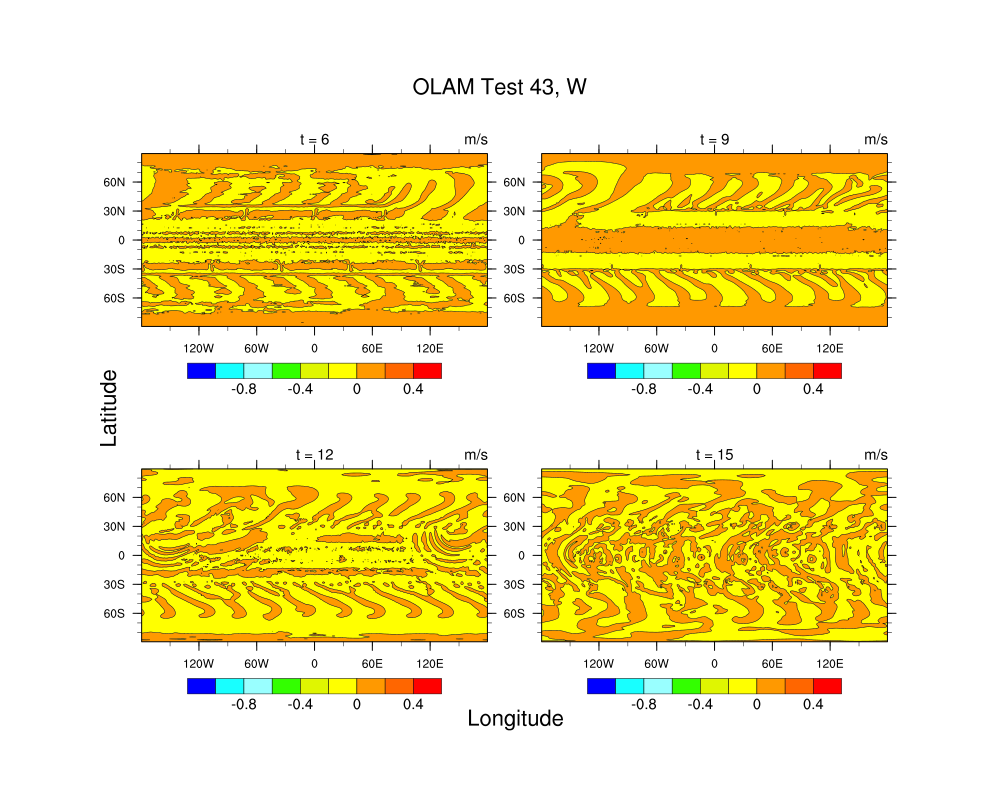 OLAM Test 43, W
t = 6 m/s
60N
30N
0
30S
60S
120W 60W 0 60E 120E
-0.8 -0.4 0 0.4
t = 9 m/s
60N
30N
0
30S
60S
120W 60W 0 60E 120E
-0.8 -0.4 0 0.4
Latitude
t = 12 m/s
60N
30N
0
30S
60S
120W 60W 0 60E 120E
-0.8 -0.4 0 0.4
t = 15 m/s
60N
30N
0
30S
60S
120W 60W 0 60E 120E
-0.8 -0.4 0 0.4
Longitude